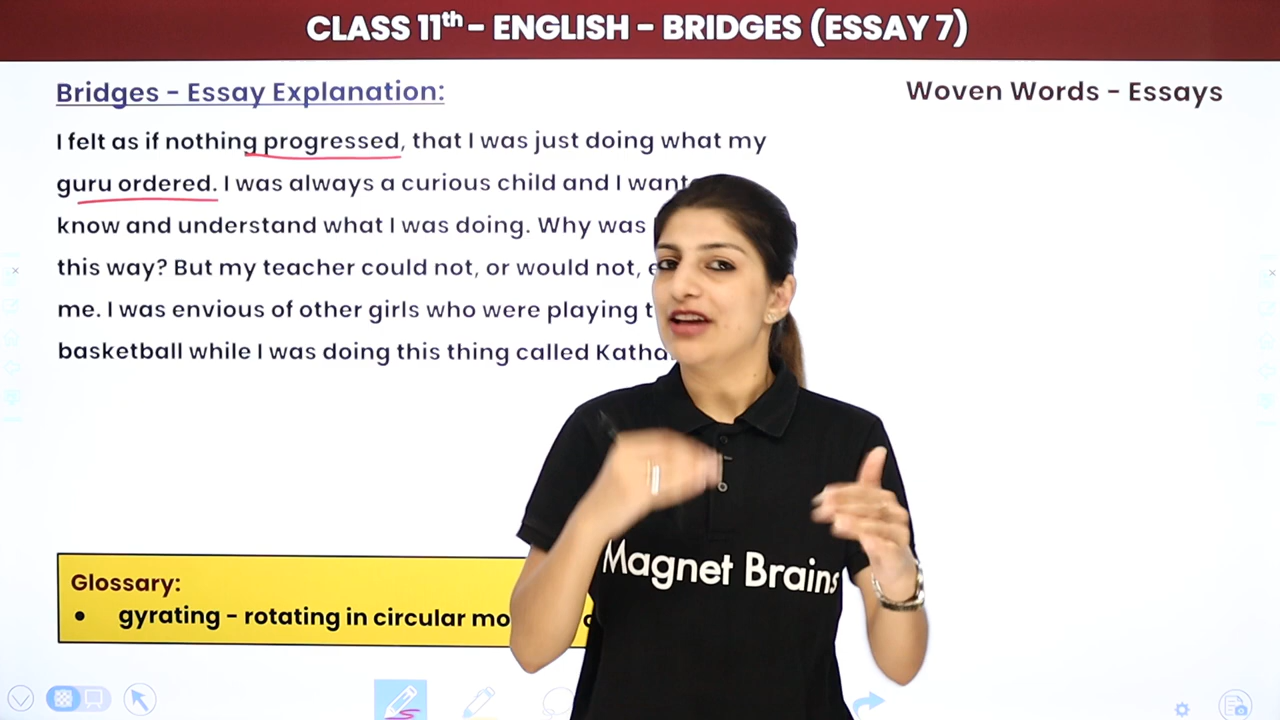 CLASS 11th - ENGLISH - BRIDGES (ESSAY 7)
Bridges - Essay Explanation:
Woven Words - Essays
I felt as if nothing progressed, that I was just doing what my
guru ordered. I was always a curious child and I
know and understand what I was doing. Why was
this way? But my teacher could not, or would not,
me. I was envious of other girls who were playing
basketball while I was doing this thing called
Glossary:
• gyrating - rotating in circular
Magnet Brains